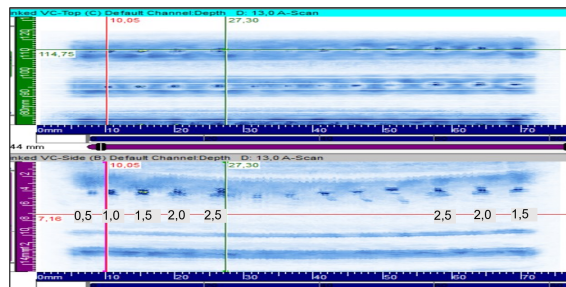 nked VC-Top (C) Default Channel:Depth D: 13,0 A-Scan
10,05 27,30
114,75
0mm 10 20 30 40 50 60 70
44 mm
nked VC-Side (B) Default Channel:Depth D: 13,0 A-Scan
10,05 27,30
7,16 0,5 1,0 1,5 2,0 2,5 2,5 2,0 1,5
0mm 10 20 30 40 50 60 70